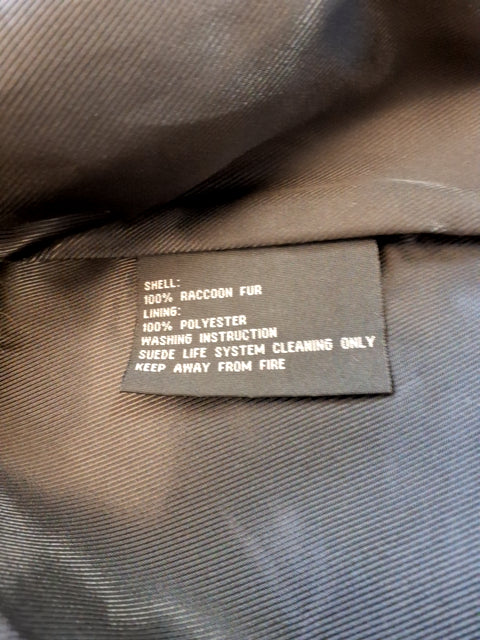 SHELL:
100% RACCOON FUR
LINING:
100% POLYESTER
WASHING INSTRUCTION
SUEDE LIFE SYSTEM CLEANING ONLY
KEEP AWAY FROM FIRE